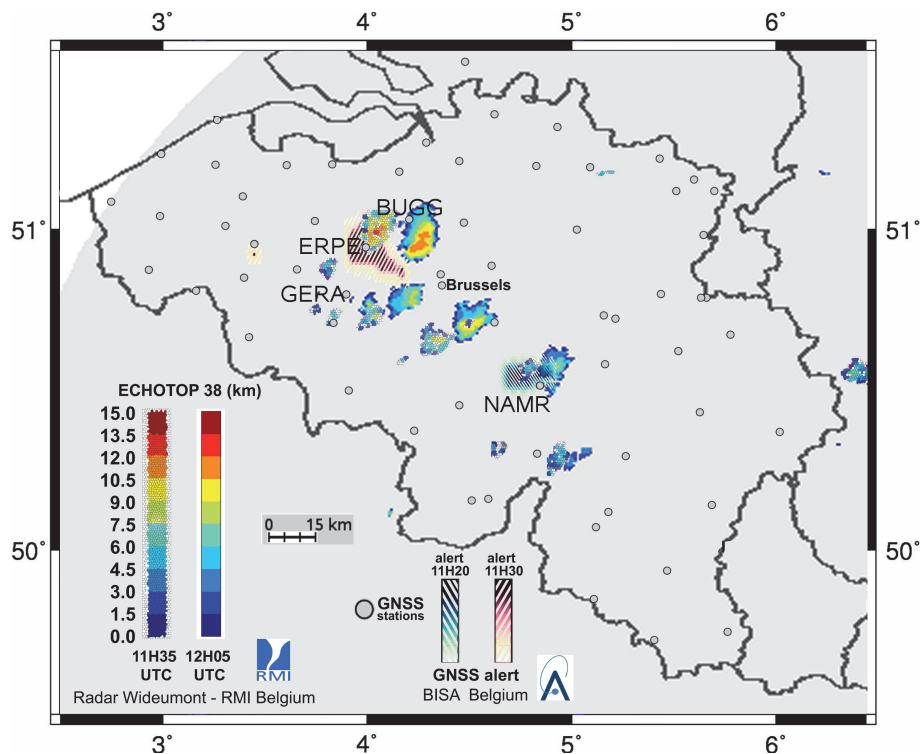 3° 4° 5° 6°
51° 51°
BUGG
ERPE
GERA
Brussels
NAMR
ECHOTOP 38 (km)
15.0
13.5
12.0
10.5
9.0
7.5
6.0
4.5
3.0
1.5
0.0
11H35 12H05
UTC UTC
RMI
Radar Wideumont - RMI Belgium
0 15 km
GNSS
stations
alert alert
11H20 11H30
GNSS alert
BISA Belgium
50° 50°
3° 4° 5° 6°